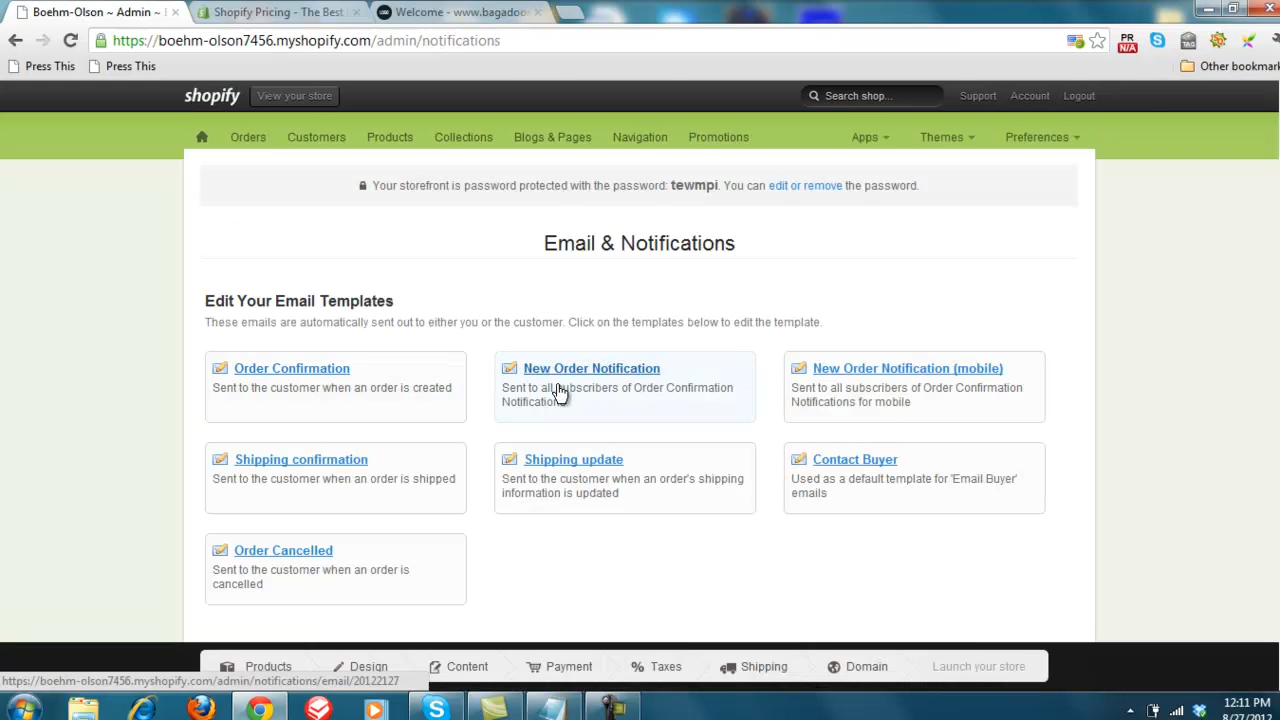 Boehm-Olson ~ Admin ~
Shopify Pricing - The Best
Welcome - www.bagadoo
https://boehm-olson7456.myshopify.com/admin/notifications
PR
N/A
TAG
Press This
Press This
Other bookmar
shopify
View your store
Search shop...
Support
Account
Logout
Orders
Customers
Products
Collections
Blogs & Pages
Navigation
Promotions
Apps
Themes
Preferences
Your storefront is password protected with the password: tewmpi. You can edit or remove the password.
Email & Notifications
Edit Your Email Templates
These emails are automatically sent out to either you or the customer. Click on the templates below to edit the template.
Order Confirmation
Sent to the customer when an order is created
New Order Notification
Sent to all subscribers of Order Confirmation
Notification
New Order Notification (mobile)
Sent to all subscribers of Order Confirmation
Notifications for mobile
Shipping confirmation
Sent to the customer when an order is shipped
Shipping update
Sent to the customer when an order's shipping
information is updated
Contact Buyer
Used as a default template for 'Email Buyer'
emails
Order Cancelled
Sent to the customer when an order is
cancelled
Products
Design
Content
Payment
Taxes
Shipping
Domain
Launch your store
https://boehm-olson7456.myshopify.com/admin/notifications/email/20122127
12:11 PM
8/27/2012